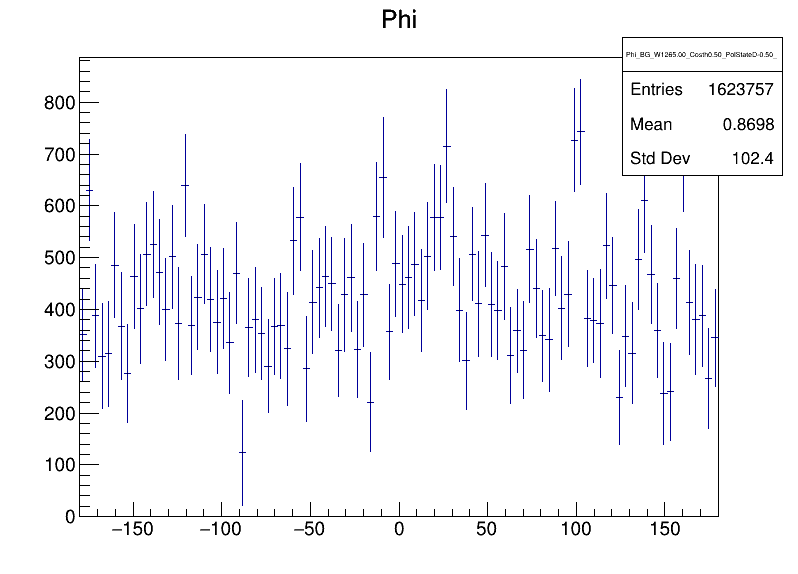 Phi
Phi_BG_W1265.00_Costh0.50_PolStateD-0.50_
Entries 1623757
Mean 0.8698
Std Dev 102.4
800
700
600
500
400
300
200
100
0
−150 −100 −50 0 50 100 150